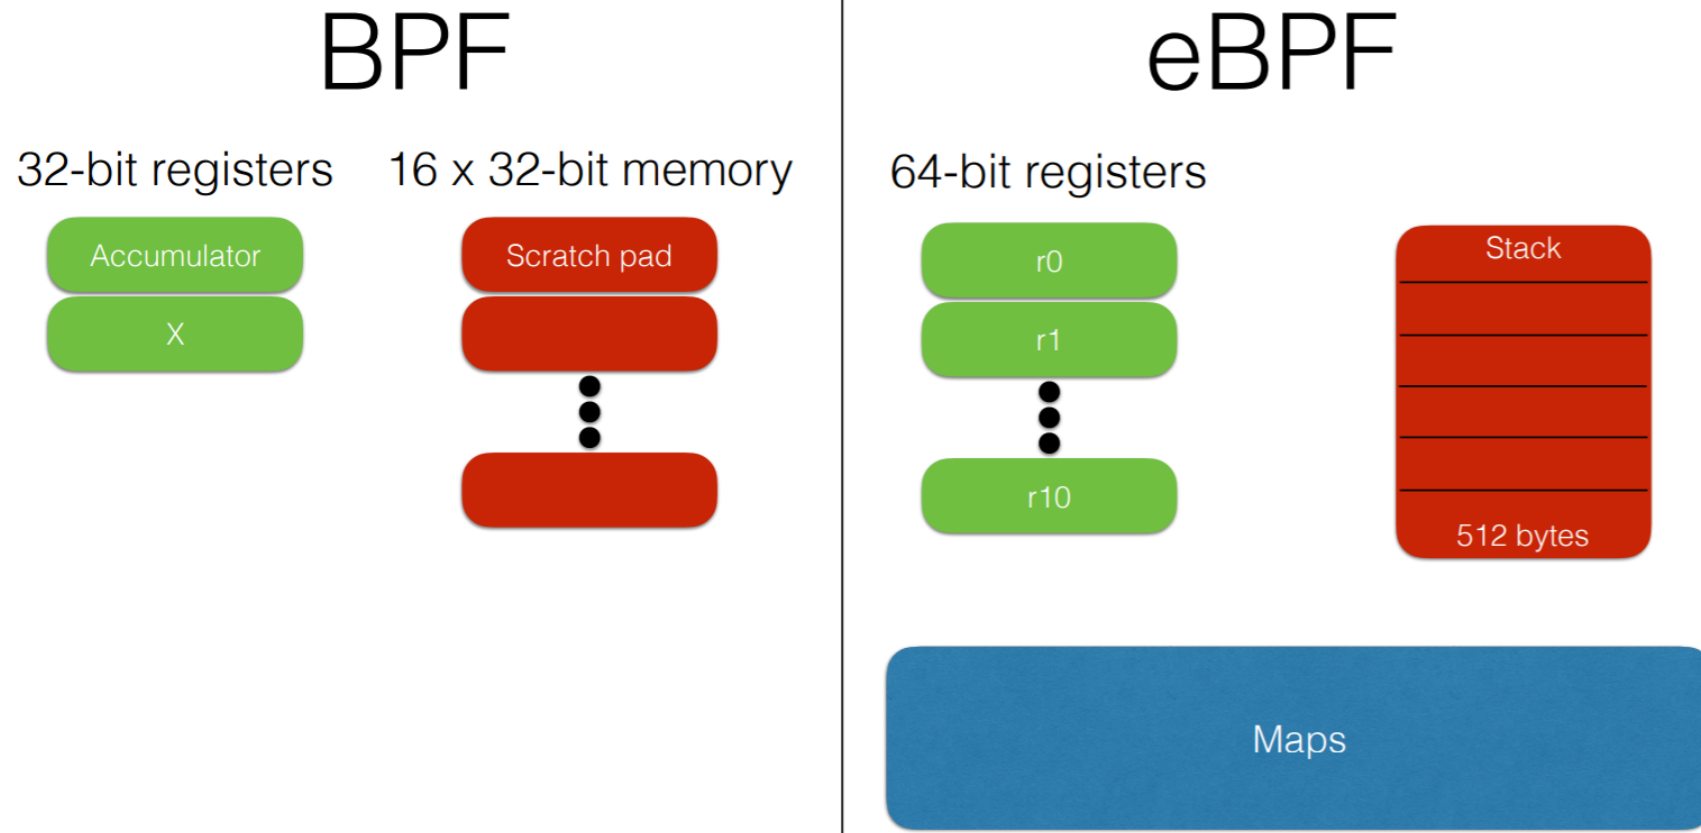 BPF
32-bit registers
16 x 32-bit memory
Accumulator
X
Scratch pad
eBPF
64-bit registers
r0
r1
r10
Stack
512 bytes
Maps